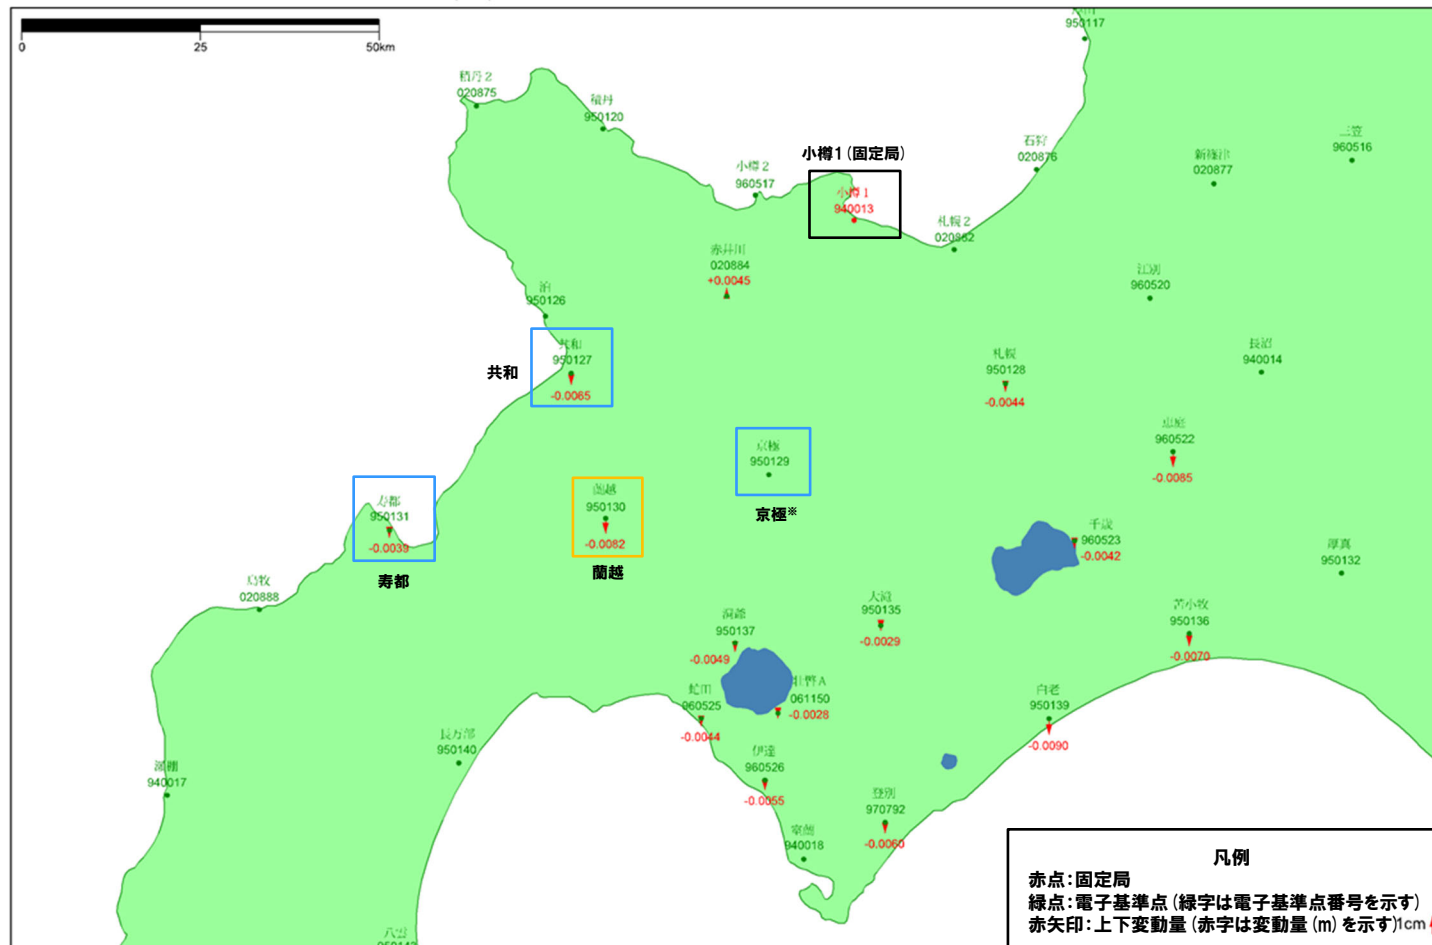 0 25 50km
950117
積丹2
020875
積丹
950120
小樽2
960517
小樽1(固定局)
小樽1
940013
石狩
020876
新篠津
020877
三笠
960516
札幌2
020882
赤井川
020884
+0.0045
江別
960520
泊
950126
共和
共和
950127
-0.0065
札幌
950128
-0.0044
長沼
940014
恵庭
960522
-0.0085
京極
950129
京極※
寿都
950131
-0.0039
寿都
蘭越
950130
-0.0082
蘭越
千歳
960523
-0.0042
厚真
950132
島牧
020888
大滝
950135
-0.0029
苫小牧
950136
-0.0070
洞爺
950137
-0.0049
壮瞥A
061150
-0.0028
虻田
960525
-0.0044
白老
950139
-0.0090
長万部
950140
伊達
960526
-0.0055
940017
登別
970792
-0.0060
室蘭
940018
八雲
凡例
赤点:固定局
緑点:電子基準点(緑字は電子基準点番号を示す)
赤矢印:上下変動量(赤字は変動量(m)を示す)1cm